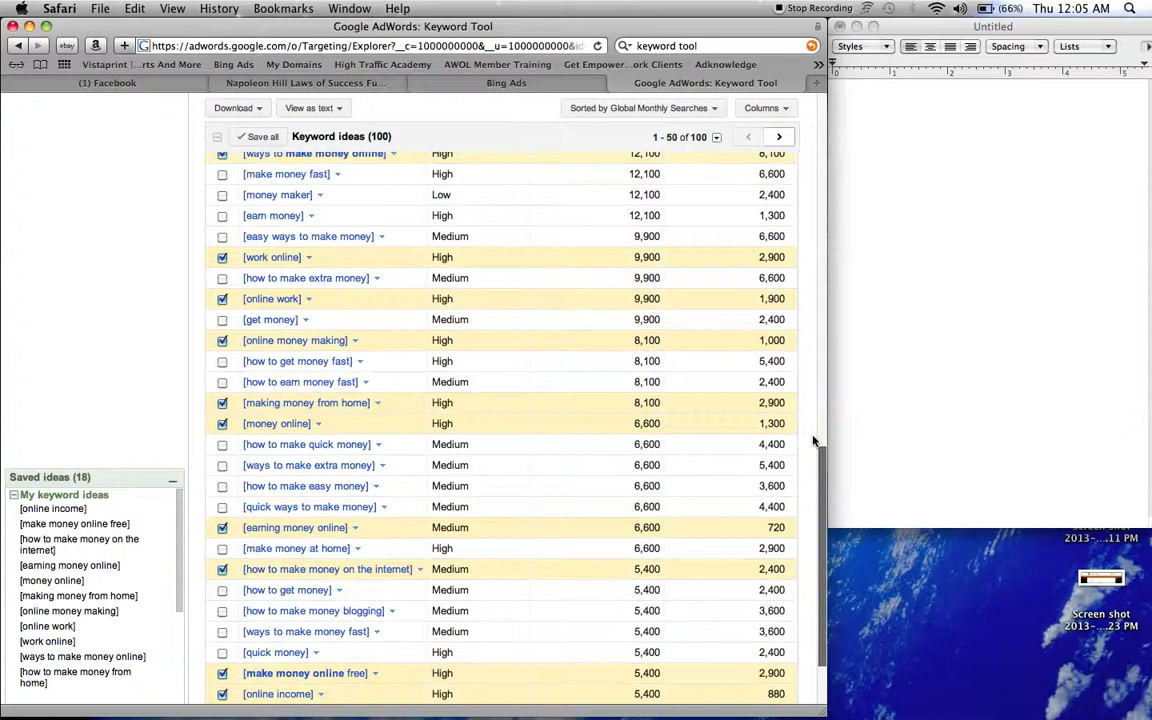 Safari File Edit View History Bookmarks Window Help Stop Recording (66%) Thu 12:05 AM
Google AdWords: Keyword Tool
Untitled
ebay https://adwords.google.com/o/Targeting/Explorer?__c=1000000000&__u=1000000000&id keyword tool
Styles Spacing Lists
Vistaprint |...rts And More Bing Ads My Domains High Traffic Academy AWOL Member Training Get Empower...ork Clients Adknowledge
1 2 3 4 5
(1) Facebook Napoleon Hill Laws of Success Fu... Bing Ads Google AdWords: Keyword Tool
Download View as text Sorted by Global Monthly Searches Columns
Save all Keyword ideas (100) 1 - 50 of 100
[ways to make money online] High 12,100 8,100
[make money fast] High 12,100 6,600
[money maker] Low 12,100 2,400
[earn money] High 12,100 1,300
[easy ways to make money] Medium 9,900 6,600
[work online] High 9,900 2,900
[how to make extra money] Medium 9,900 6,600
[online work] High 9,900 1,900
[get money] Medium 9,900 2,400
[online money making] High 8,100 1,000
[how to get money fast] Medium 8,100 5,400
[how to earn money fast] Medium 8,100 2,400
[making money from home] High 8,100 2,900
[money online] High 6,600 1,300
[how to make quick money] Medium 6,600 4,400
[ways to make extra money] Medium 6,600 5,400
[how to make easy money] Medium 6,600 3,600
[quick ways to make money] Medium 6,600 4,400
[earning money online] Medium 6,600 720
[make money at home] High 6,600 2,900
[how to make money on the internet] Medium 5,400 2,400
[how to get money] Medium 5,400 2,400
[how to make money blogging] Medium 5,400 3,600
[ways to make money fast] Medium 5,400 3,600
[quick money] High 5,400 2,400
[make money online free] High 5,400 2,900
[online income] High 5,400 880
Saved ideas (18)
My keyword ideas
[online income]
[make money online free]
[how to make money on the
internet]
[earning money online]
[money online]
[making money from home]
[online money making]
[online work]
[work online]
[ways to make money online]
[how to make money from
home]
2013-....11 PM
Screen shot
2013-....23 PM